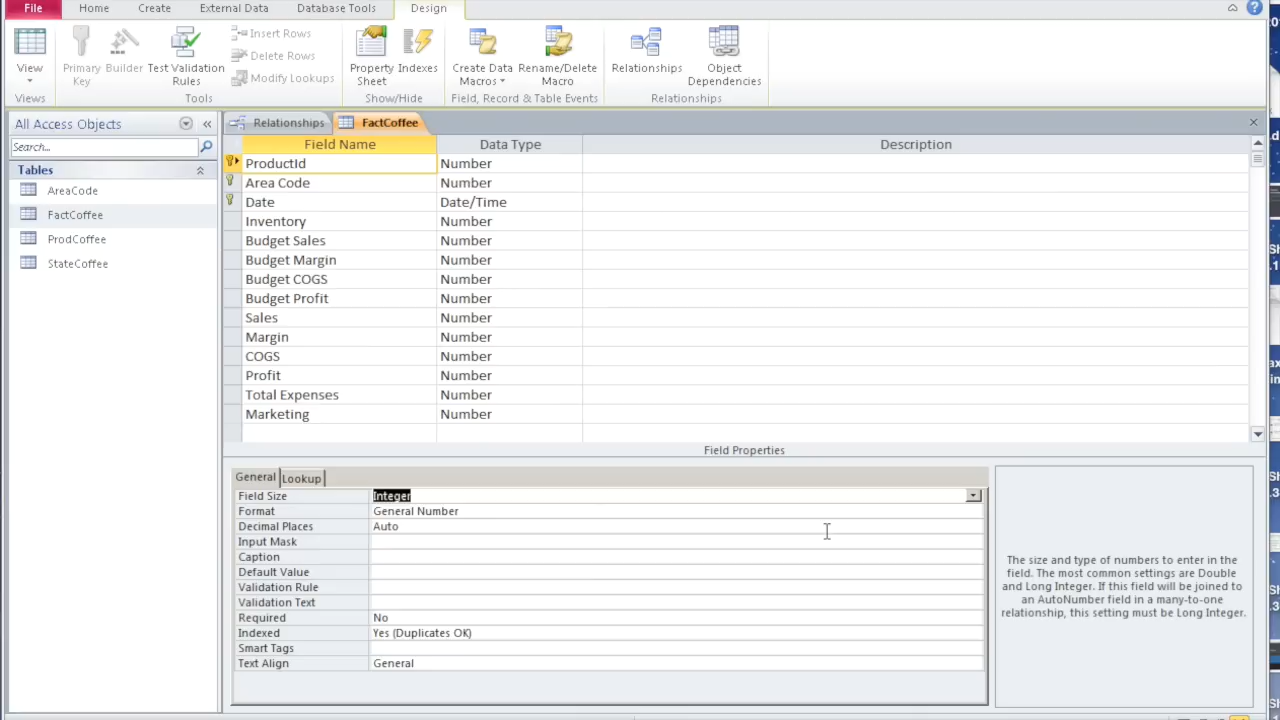 File Home Create External Data Database Tools Design
View Primary Key Builder Test Validation Rules Insert Rows Delete Rows Modify Lookups Property Sheet Indexes Create Data Macros Rename/Delete Macro Relationships Object Dependencies
Views Tools Show/Hide Field, Record & Table Events Relationships
All Access Objects
Search...
Tables
AreaCode
FactCoffee
ProdCoffee
StateCoffee
Relationships FactCoffee
Field Name Data Type Description
ProductId Number
Area Code Number
Date Date/Time
Inventory Number
Budget Sales Number
Budget Margin Number
Budget COGS Number
Budget Profit Number
Sales Number
Margin Number
COGS Number
Profit Number
Total Expenses Number
Marketing Number
Field Properties
General Lookup
Field Size Integer
Format General Number
Decimal Places Auto
Input Mask
Caption
Default Value
Validation Rule
Validation Text
Required No
Indexed Yes (Duplicates OK)
Smart Tags
Text Align General
The size and type of numbers to enter in the
field. The most common settings are Double
and Long Integer. If this field will be joined to
an AutoNumber field in a many-to-one
relationship, this setting must be Long Integer.